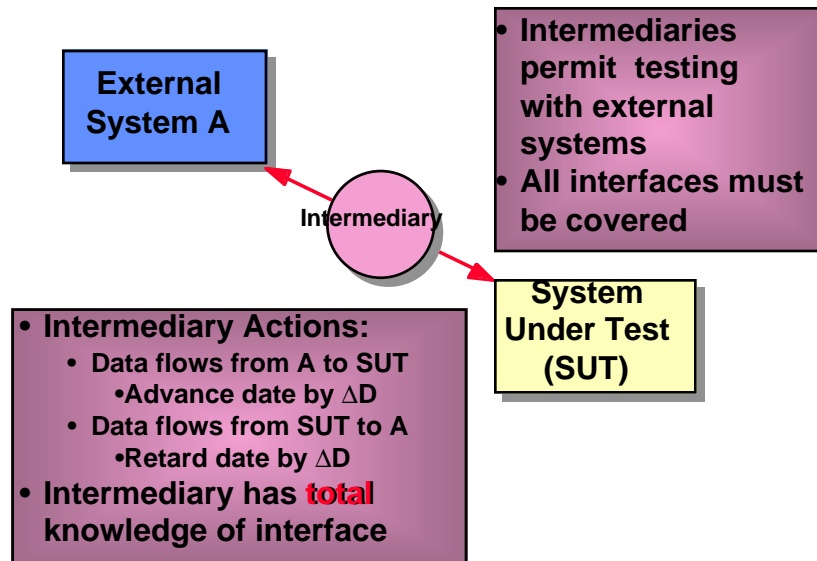 External
System A
• Intermediaries
permit testing
with external
systems
• All interfaces must
be covered
Intermediary
System
Under Test
(SUT)
• Intermediary Actions:
• Data flows from A to SUT
•Advance date by ∆D
• Data flows from SUT to A
•Retard date by ∆D
• Intermediary has total
knowledge of interface